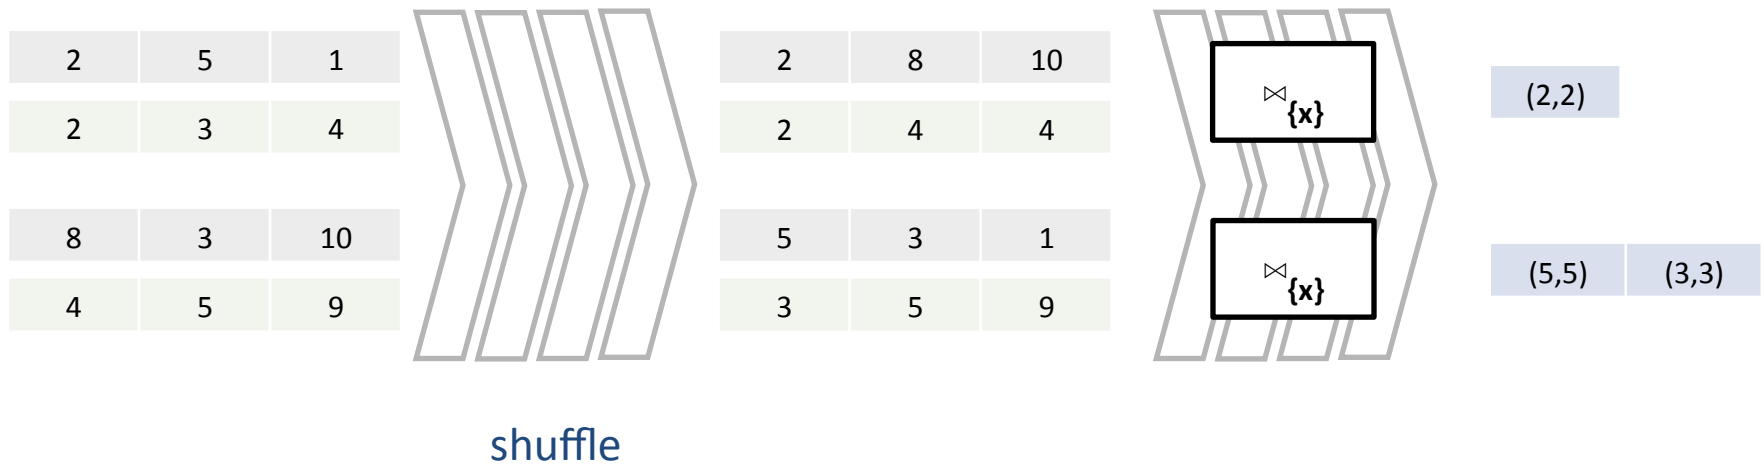 2 5 1 2 8 10
⋈{x} (2,2)
2 3 4 2 4 4
8 3 10 5 3 1
⋈{x} (5,5) (3,3)
4 5 9 3 5 9
shuffle